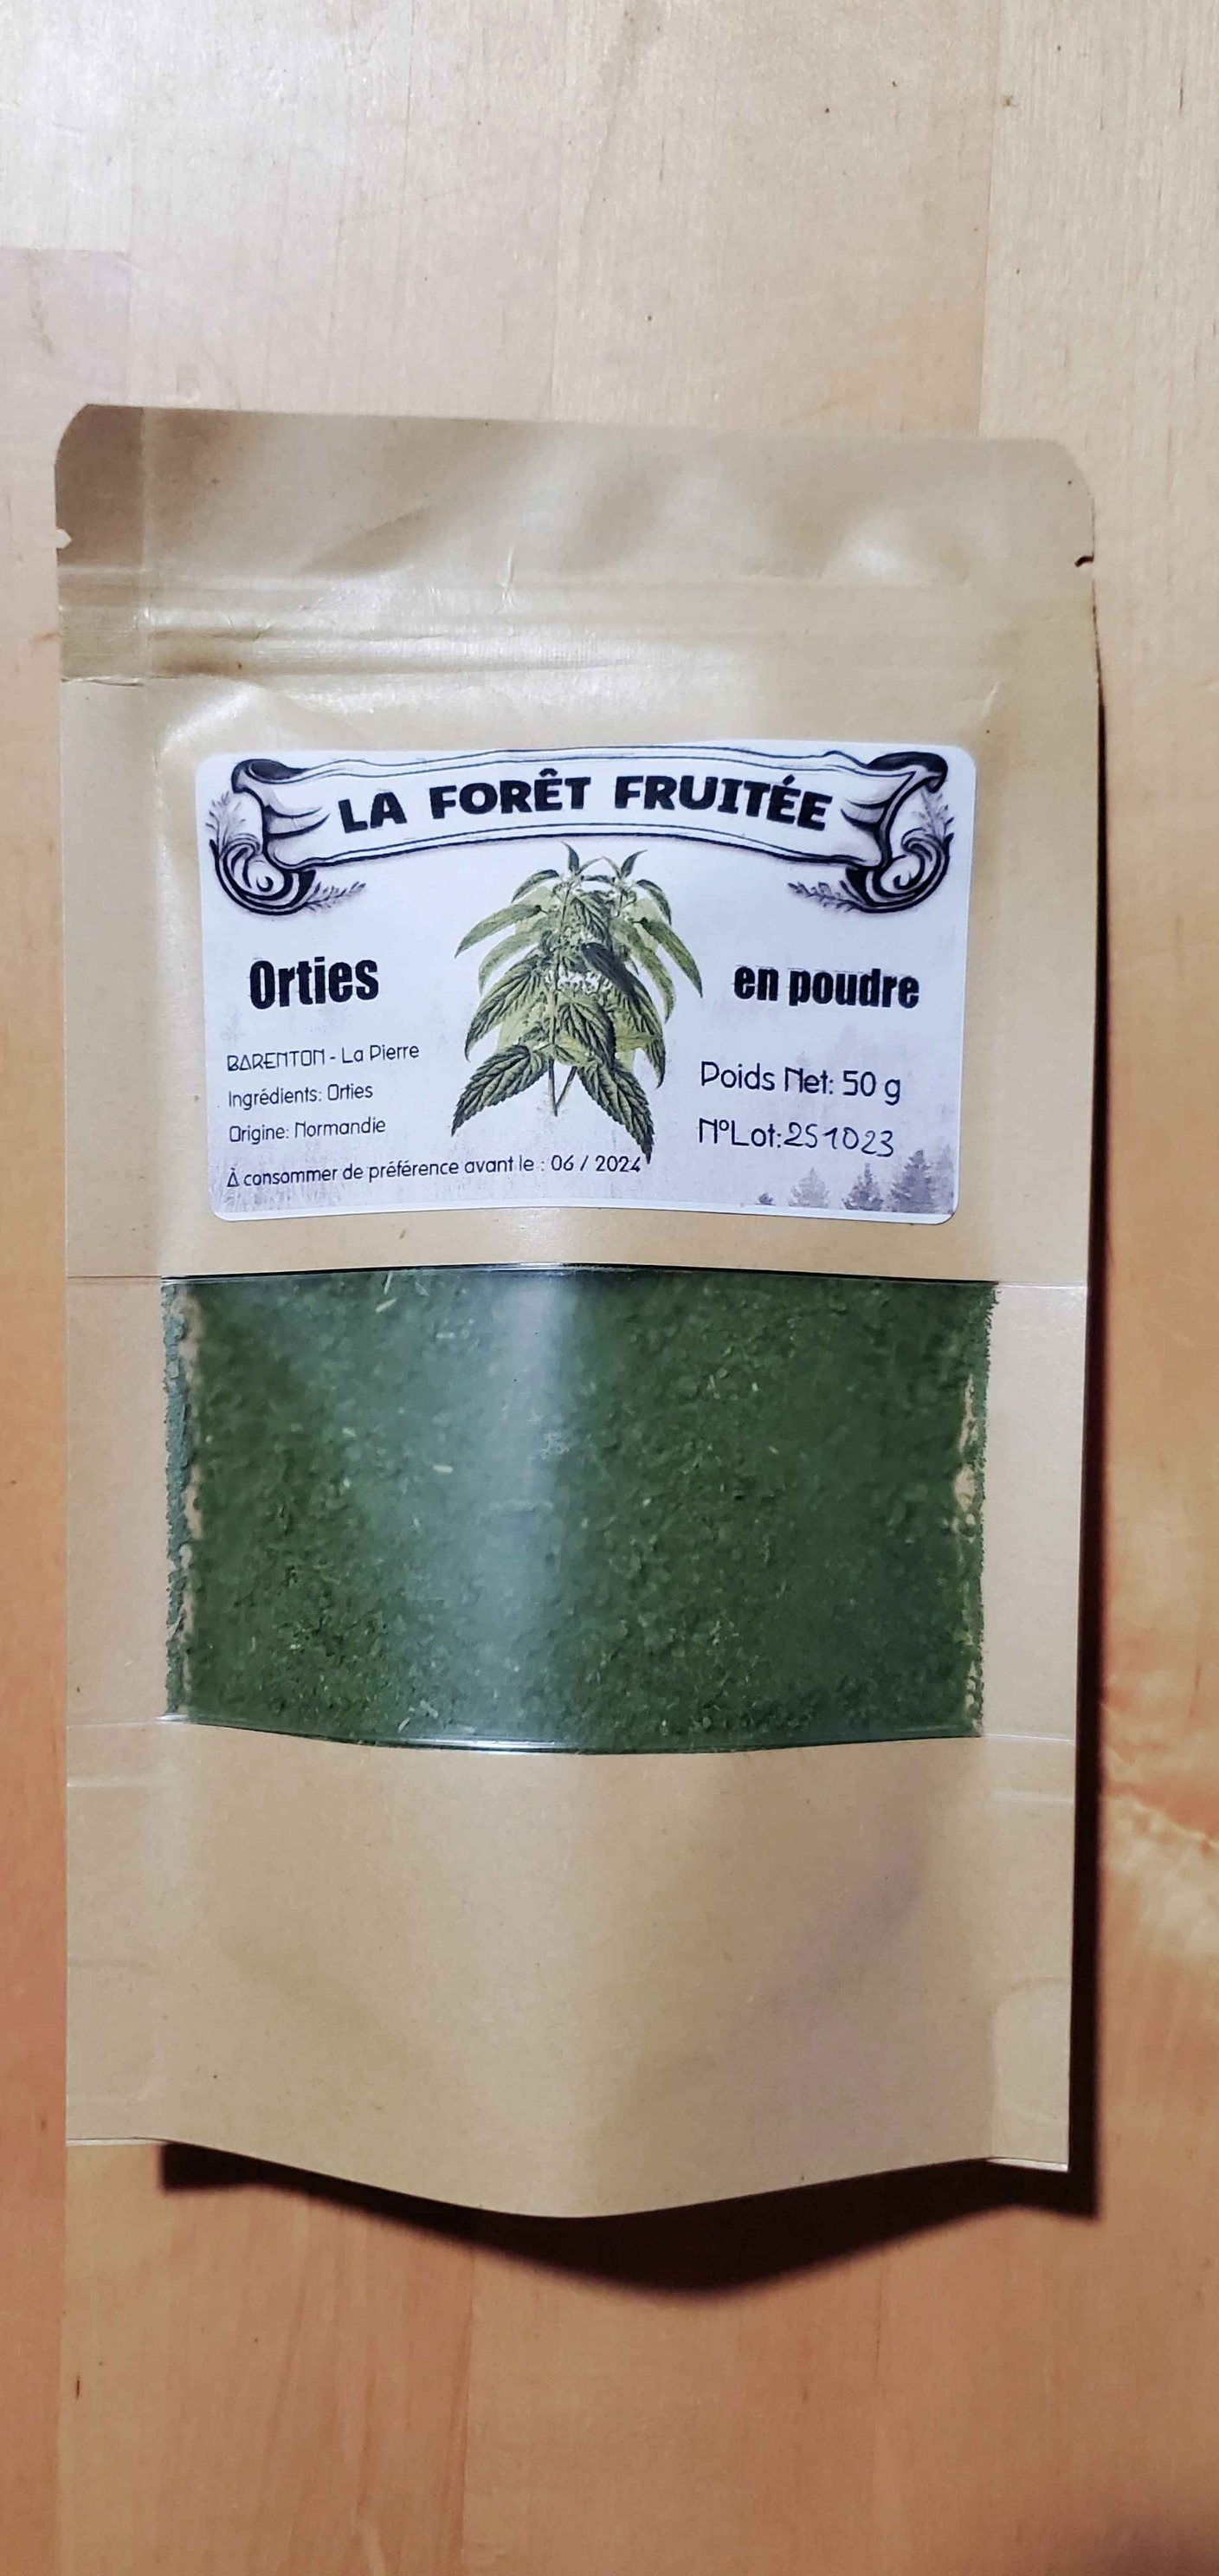 LA FORÊT FRUITÉE
Orties
en poudre
BARENTON - La Pierre
Ingrédients: Orties
Origine: Normandie
À consommer de préférence avant le : 06 / 2024
Poids Net: 50 g
N°Lot:251023